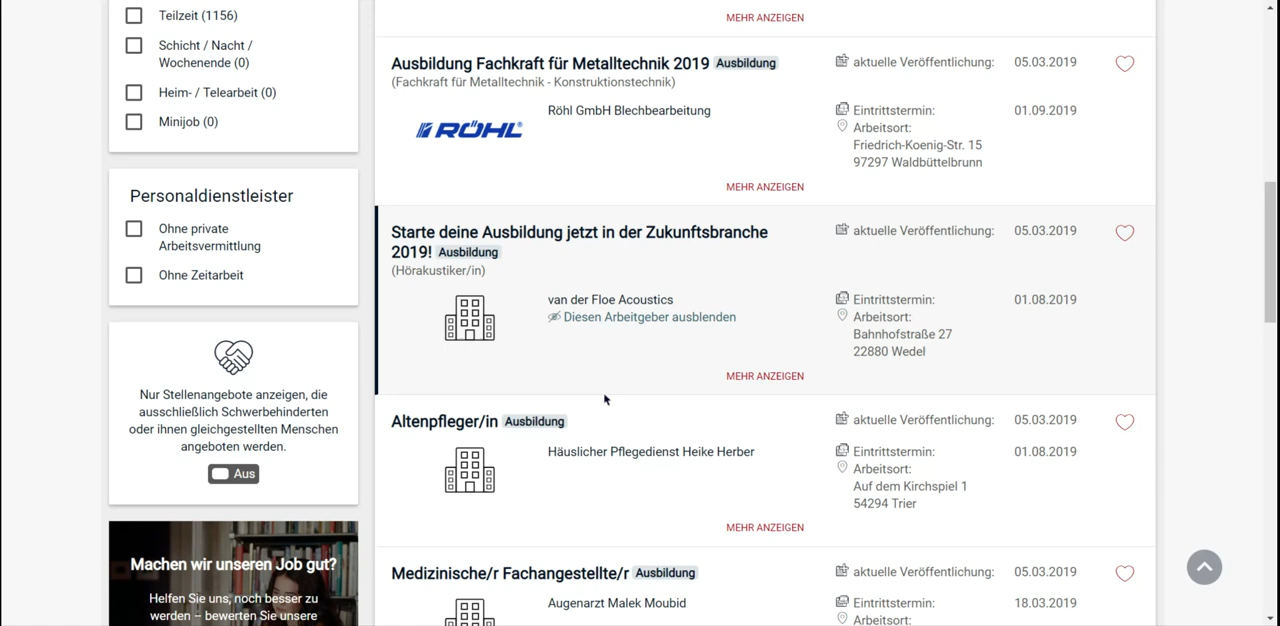 Teilzeit (1156)
Schicht / Nacht /
Wochenende (0)
Heim- / Telearbeit (0)
Minijob (0)
Personaldienstleister
Ohne private
Arbeitsvermittlung
Ohne Zeitarbeit
Nur Stellenangebote anzeigen, die
ausschließlich Schwerbehinderten
oder ihnen gleichgestellten Menschen
angeboten werden.
Aus
Machen wir unseren Job gut?
Helfen Sie uns, noch besser zu
werden – bewerten Sie unsere
MEHR ANZEIGEN
Ausbildung Fachkraft für Metalltechnik 2019 Ausbildung
(Fachkraft für Metalltechnik - Konstruktionstechnik)
RÖHL®
Röhl GmbH Blechbearbeitung
aktuelle Veröffentlichung: 05.03.2019
Eintrittstermin: 01.09.2019
Arbeitsort:
Friedrich-Koenig-Str. 15
97297 Waldbüttelbrunn
MEHR ANZEIGEN
Starte deine Ausbildung jetzt in der Zukunftsbranche
2019! Ausbildung
(Hörakustiker/in)
van der Floe Acoustics
Diesen Arbeitgeber ausblenden
aktuelle Veröffentlichung: 05.03.2019
Eintrittstermin: 01.08.2019
Arbeitsort:
Bahnhofstraße 27
22880 Wedel
MEHR ANZEIGEN
Altenpfleger/in Ausbildung
Häuslicher Pflegedienst Heike Herber
aktuelle Veröffentlichung: 05.03.2019
Eintrittstermin: 01.08.2019
Arbeitsort:
Auf dem Kirchspiel 1
54294 Trier
MEHR ANZEIGEN
Medizinische/r Fachangestellte/r Ausbildung
Augenarzt Malek Moubid
aktuelle Veröffentlichung: 05.03.2019
Eintrittstermin: 18.03.2019
Arbeitsort: